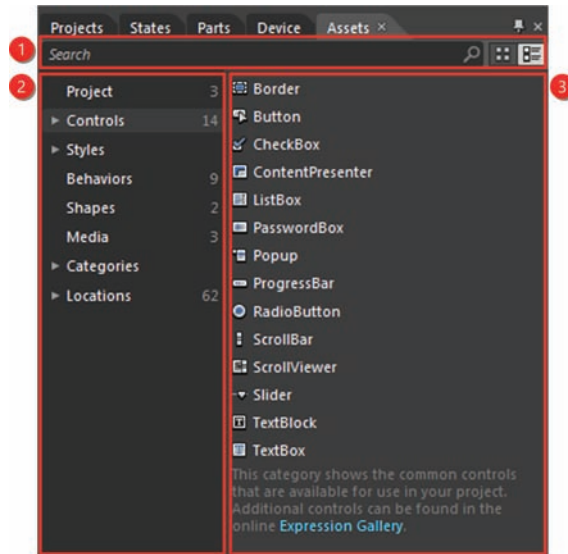 Projects States Parts Device Assets ×
1 Search
2 3
Project 3
Controls 14
Styles
Behaviors 9
Shapes 2
Media 3
Categories
Locations 62
Border
Button
CheckBox
ContentPresenter
ListBox
PasswordBox
Popup
ProgressBar
RadioButton
ScrollBar
ScrollViewer
Slider
TextBlock
TextBox
This category shows the common controls
that are available for use in your project.
Additional controls can be found in the
online Expression Gallery.